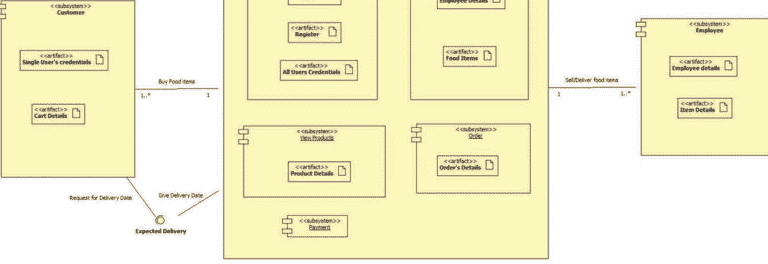 <<subsystem>>
Customer
<<artifact>>
Single User's credentials
<<artifact>>
Cart Details
Buy Food items
1..*
1
Register
<<artifact>>
All Users Credentials
Employee Details
<<artifact>>
Food Items
<<subsystem>>
View Products
<<artifact>>
Product Details
<<subsystem>>
Order
<<artifact>>
Order's Details
<<subsystem>>
Payment
Sell/Deliver food items
1
1..*
<<subsystem>>
Employee
<<artifact>>
Employee details
<<artifact>>
Item Details
Request for Delivery Date
Give Delivery Date
Expected Delivery